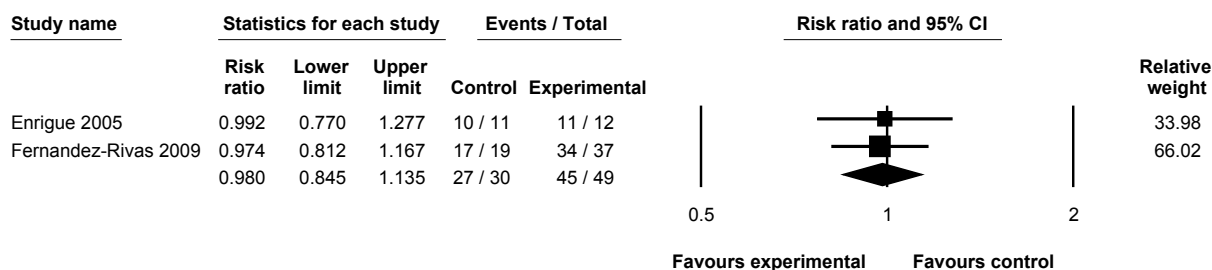 Study name Statistics for each study Events / Total Risk ratio and 95% CI
Risk ratio Lower limit Upper limit Control Experimental Relative weight
Enrigue 2005 0.992 0.770 1.277 10 / 11 11 / 12 33.98
Fernandez-Rivas 2009 0.974 0.812 1.167 17 / 19 34 / 37 66.02
0.980 0.845 1.135 27 / 30 45 / 49
0.5 1 2
Favours experimental Favours control